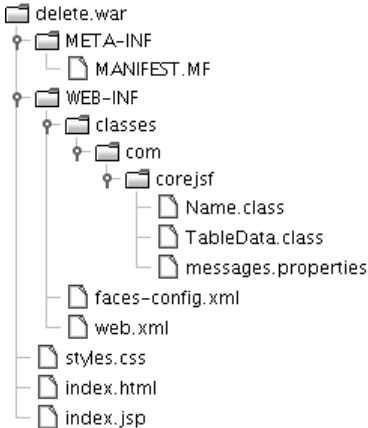 delete.war
META-INF
MANIFEST.MF
WEB-INF
classes
com
corejsf
Name.class
TableData.class
messages.properties
faces-config.xml
web.xml
styles.css
index.html
index.jsp